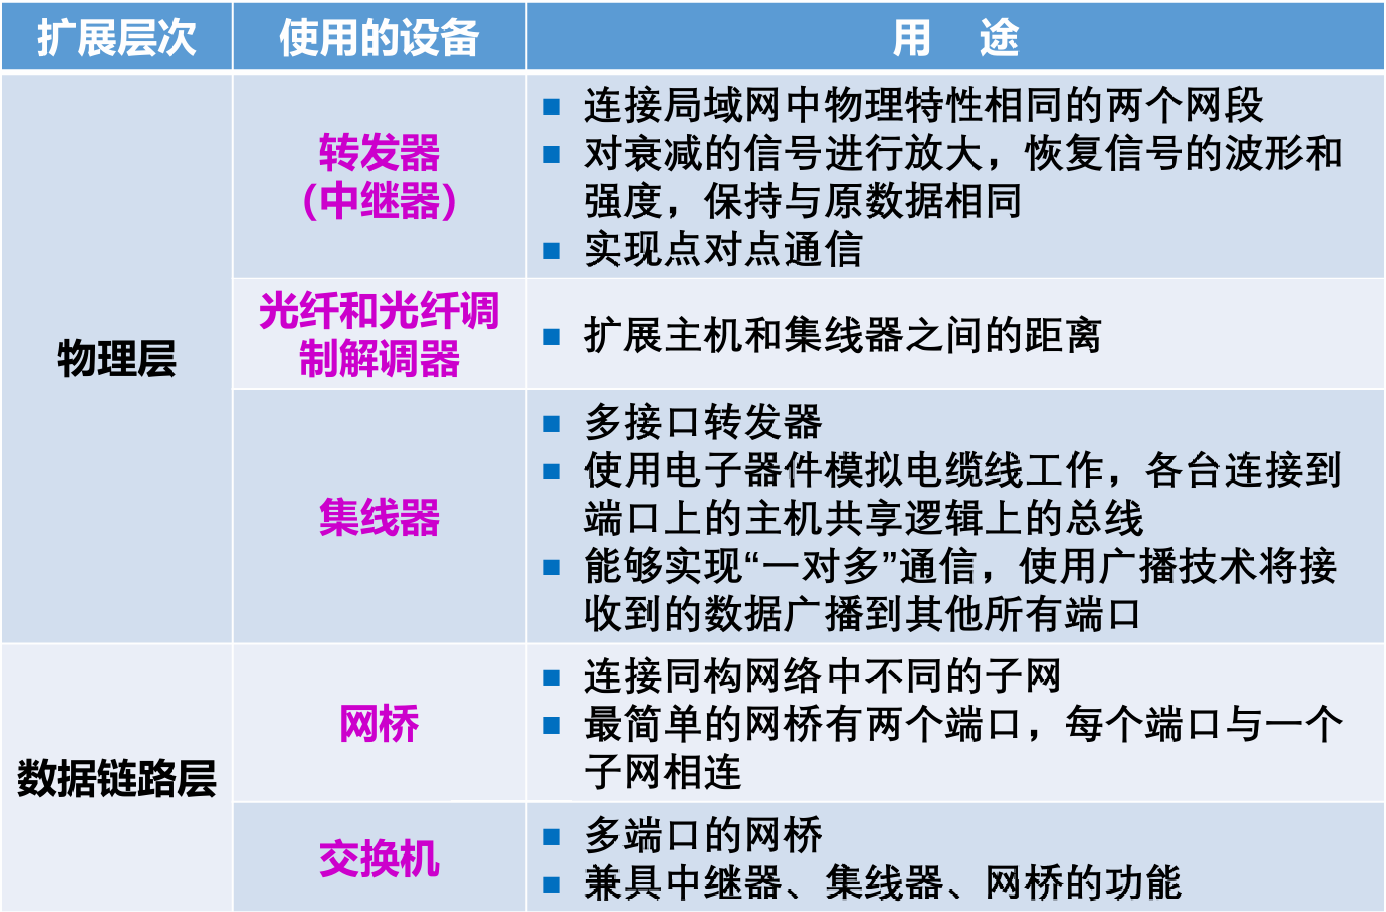 扩展层次 使用的设备 用 途
物理层
转发器
（中继器）
■ 连接局域网中物理特性相同的两个网段
■ 对衰减的信号进行放大，恢复信号的波形和
强度，保持与原数据相同
■ 实现点对点通信
光纤和光纤调
制解调器
■ 扩展主机和集线器之间的距离
集线器
■ 多接口转发器
■ 使用电子器件模拟电缆线工作，各台连接到
端口上的主机共享逻辑上的总线
■ 能够实现“一对多”通信，使用广播技术将接
收到的数据广播到其他所有端口
数据链路层
网桥
■ 连接同构网络中不同的子网
■ 最简单的网桥有两个端口，每个端口与一个
子网相连
交换机
■ 多端口的网桥
■ 兼具中继器、集线器、网桥的功能